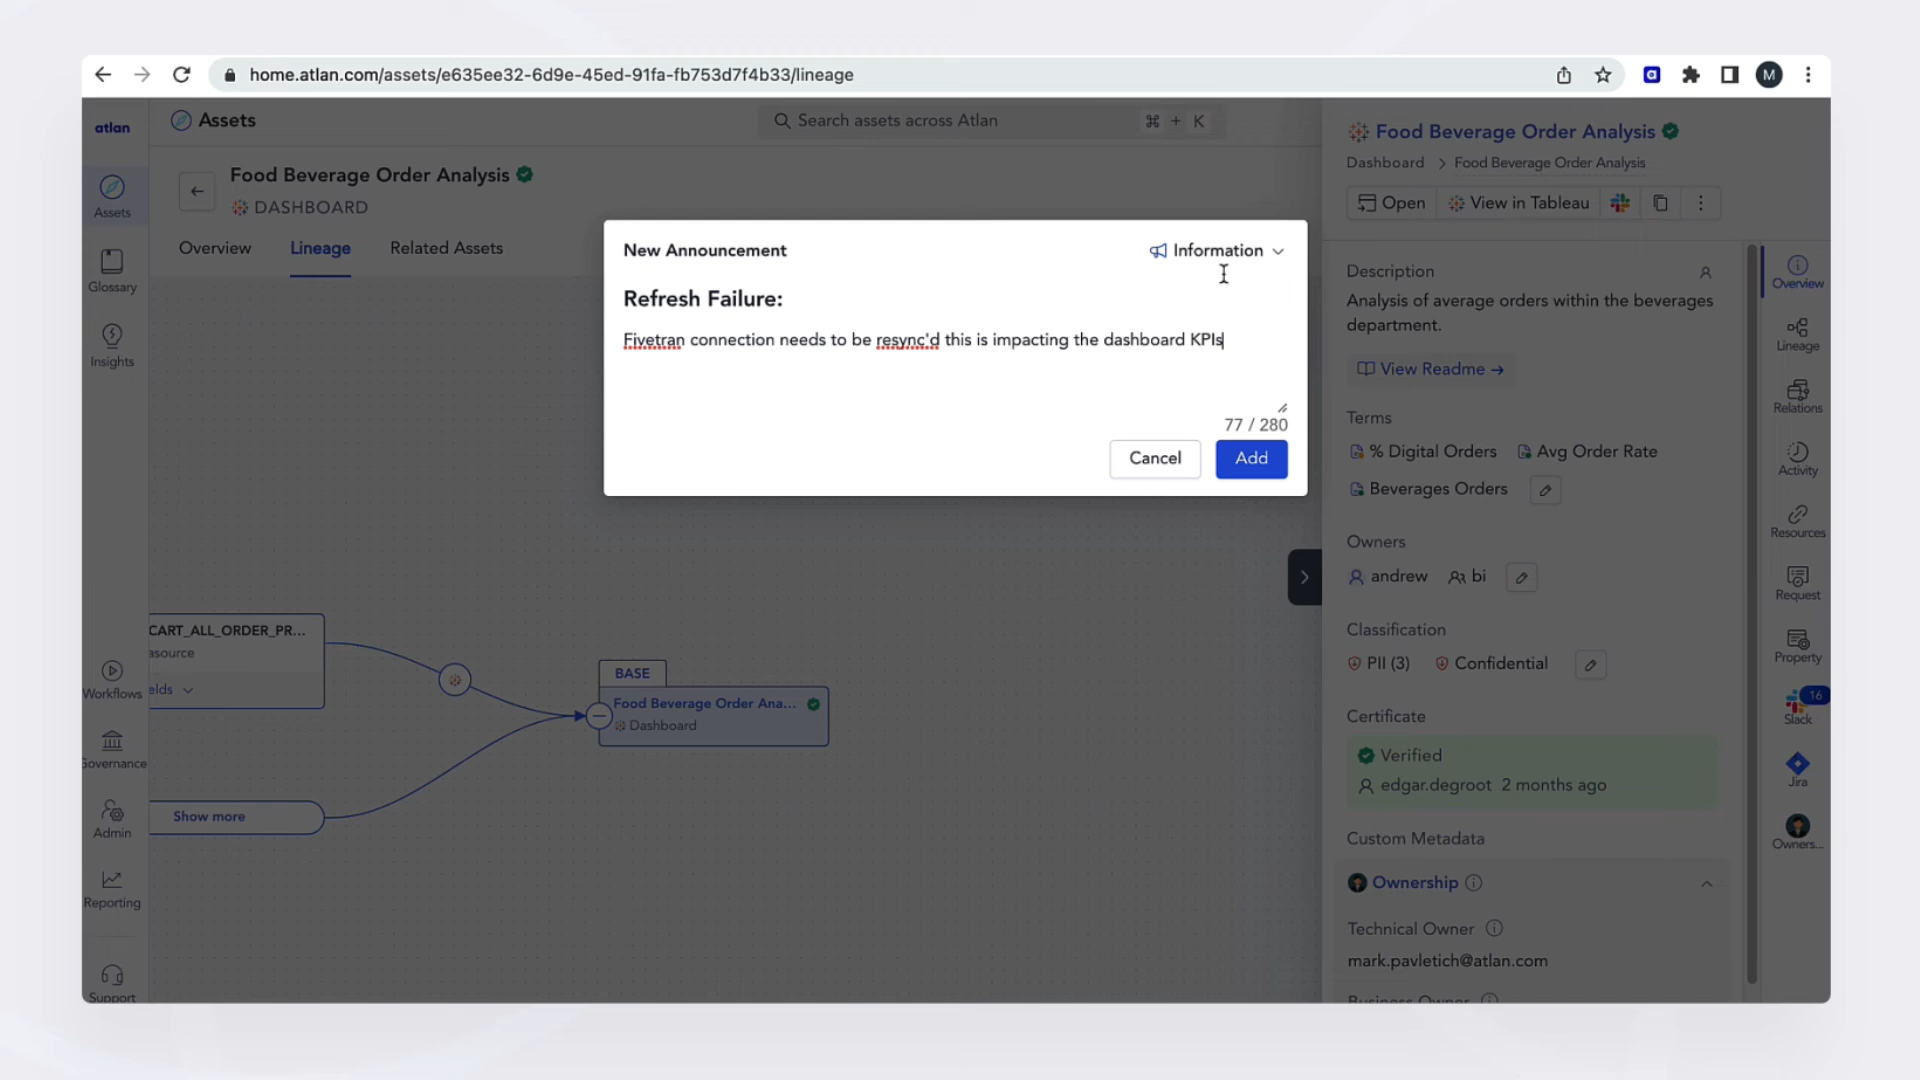 home.atlan.com/assets/e635ee32-6d9e-45ed-91fa-fb753d7f4b33/lineage
M
atlan
Assets
Search assets across Atlan
⌘ + K
Food Beverage Order Analysis
DASHBOARD
Overview
Lineage
Related Assets
Assets
Glossary
Insights
Workflows
Governance
Admin
Reporting
Support
New Announcement
Information
Refresh Failure:
Fivetran connection needs to be resync'd this is impacting the dashboard KPIs
77 / 280
Cancel
Add
CART_ALL_ORDER_PR...
asource
elds
Show more
BASE
Food Beverage Order Ana...
Dashboard
Food Beverage Order Analysis
Dashboard > Food Beverage Order Analysis
Open
View in Tableau
Description
Analysis of average orders within the beverages
department.
View Readme →
Terms
% Digital Orders
Avg Order Rate
Beverages Orders
Owners
andrew
bi
Classification
PII (3)
Confidential
Certificate
Verified
edgar.degroot 2 months ago
Custom Metadata
Ownership
Technical Owner
mark.pavletich@atlan.com
Business Owner
Overview
Lineage
Relations
Activity
Resources
Request
Property
16
Slack
Jira
Owners...